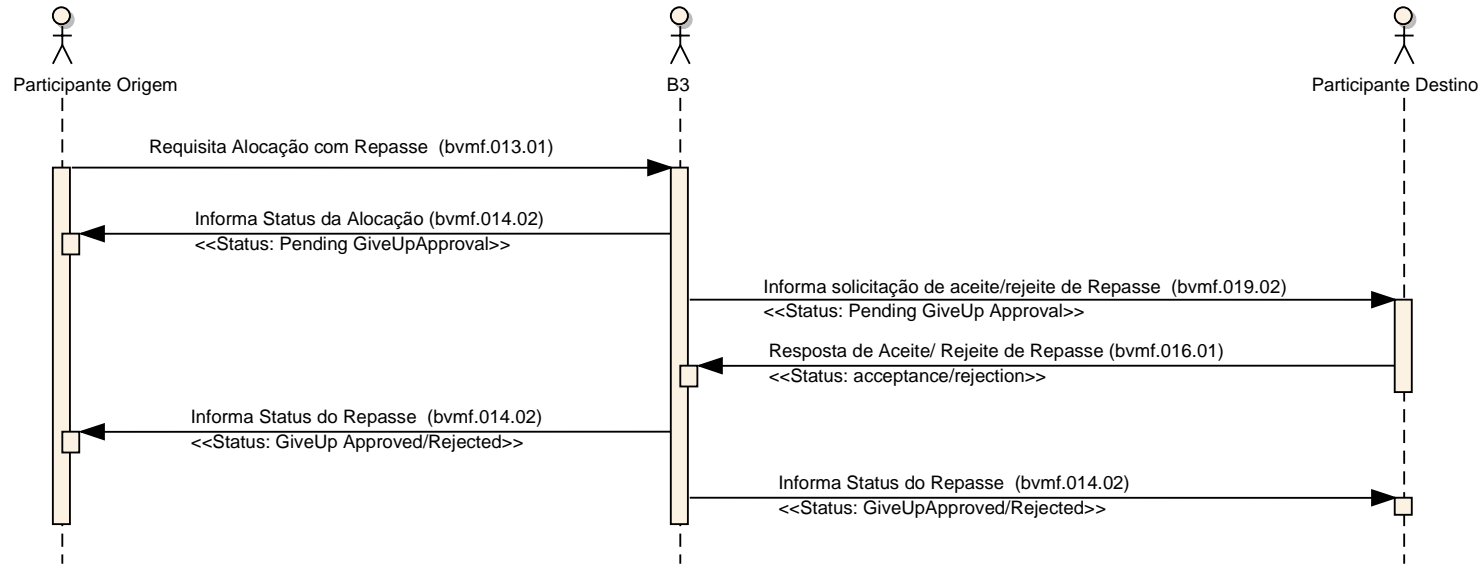 Participante Origem
B3
Participante Destino
Requisita Alocação com Repasse (bvmf.013.01)
Informa Status da Alocação (bvmf.014.02)
<<Status: Pending GiveUpApproval>>
Informa solicitação de aceite/rejeite de Repasse (bvmf.019.02)
<<Status: Pending GiveUp Approval>>
Resposta de Aceite/ Rejeite de Repasse (bvmf.016.01)
<<Status: acceptance/rejection>>
Informa Status do Repasse (bvmf.014.02)
<<Status: GiveUp Approved/Rejected>>
Informa Status do Repasse (bvmf.014.02)
<<Status: GiveUpApproved/Rejected>>